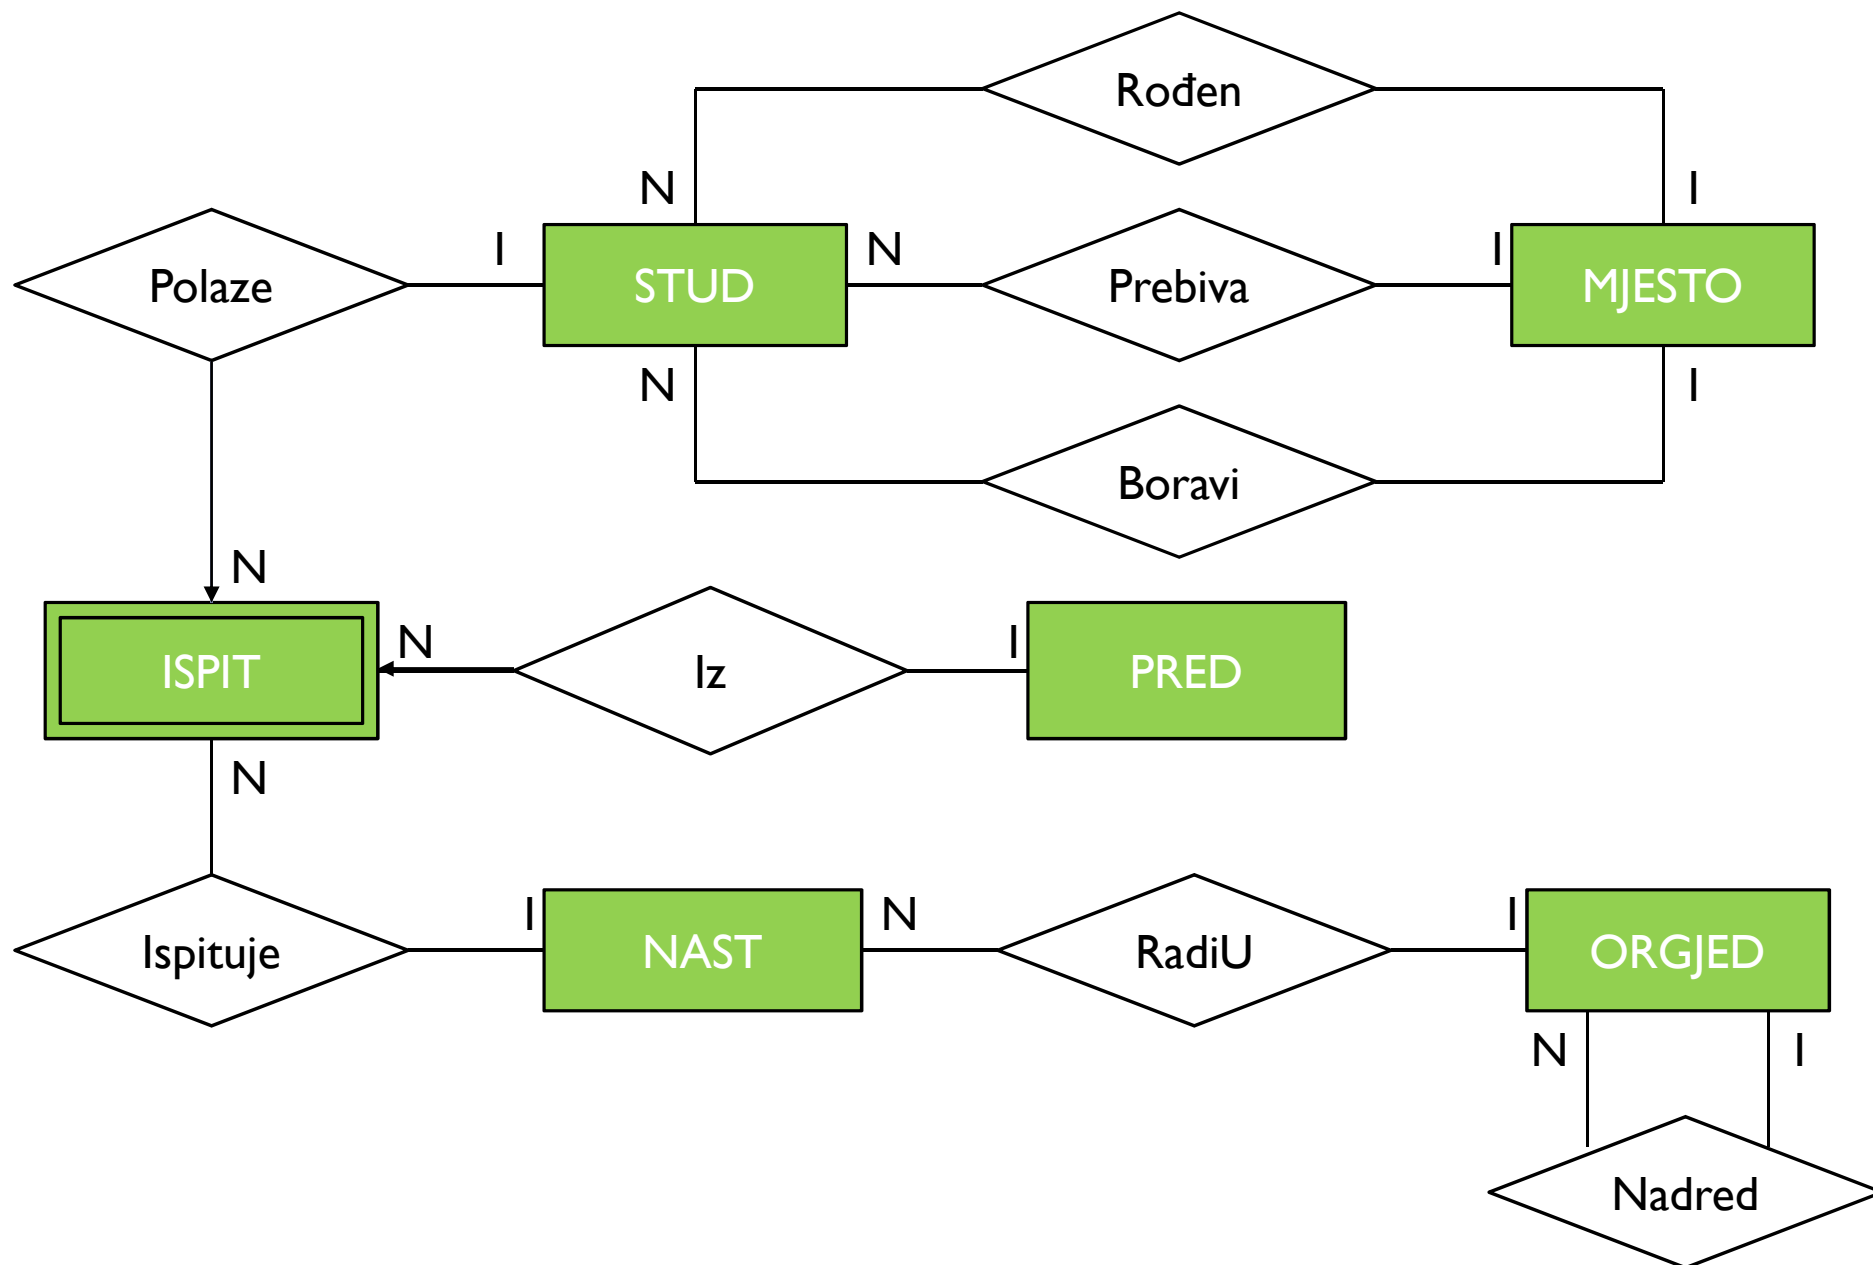 Rođen
N
I
Polaze
I
STUD
N
Prebiva
I
MJESTO
N
I
Boravi
N
ISPIT
N
Iz
I
PRED
N
Ispituje
I
NAST
N
RadiU
I
ORGJED
N
I
Nadred